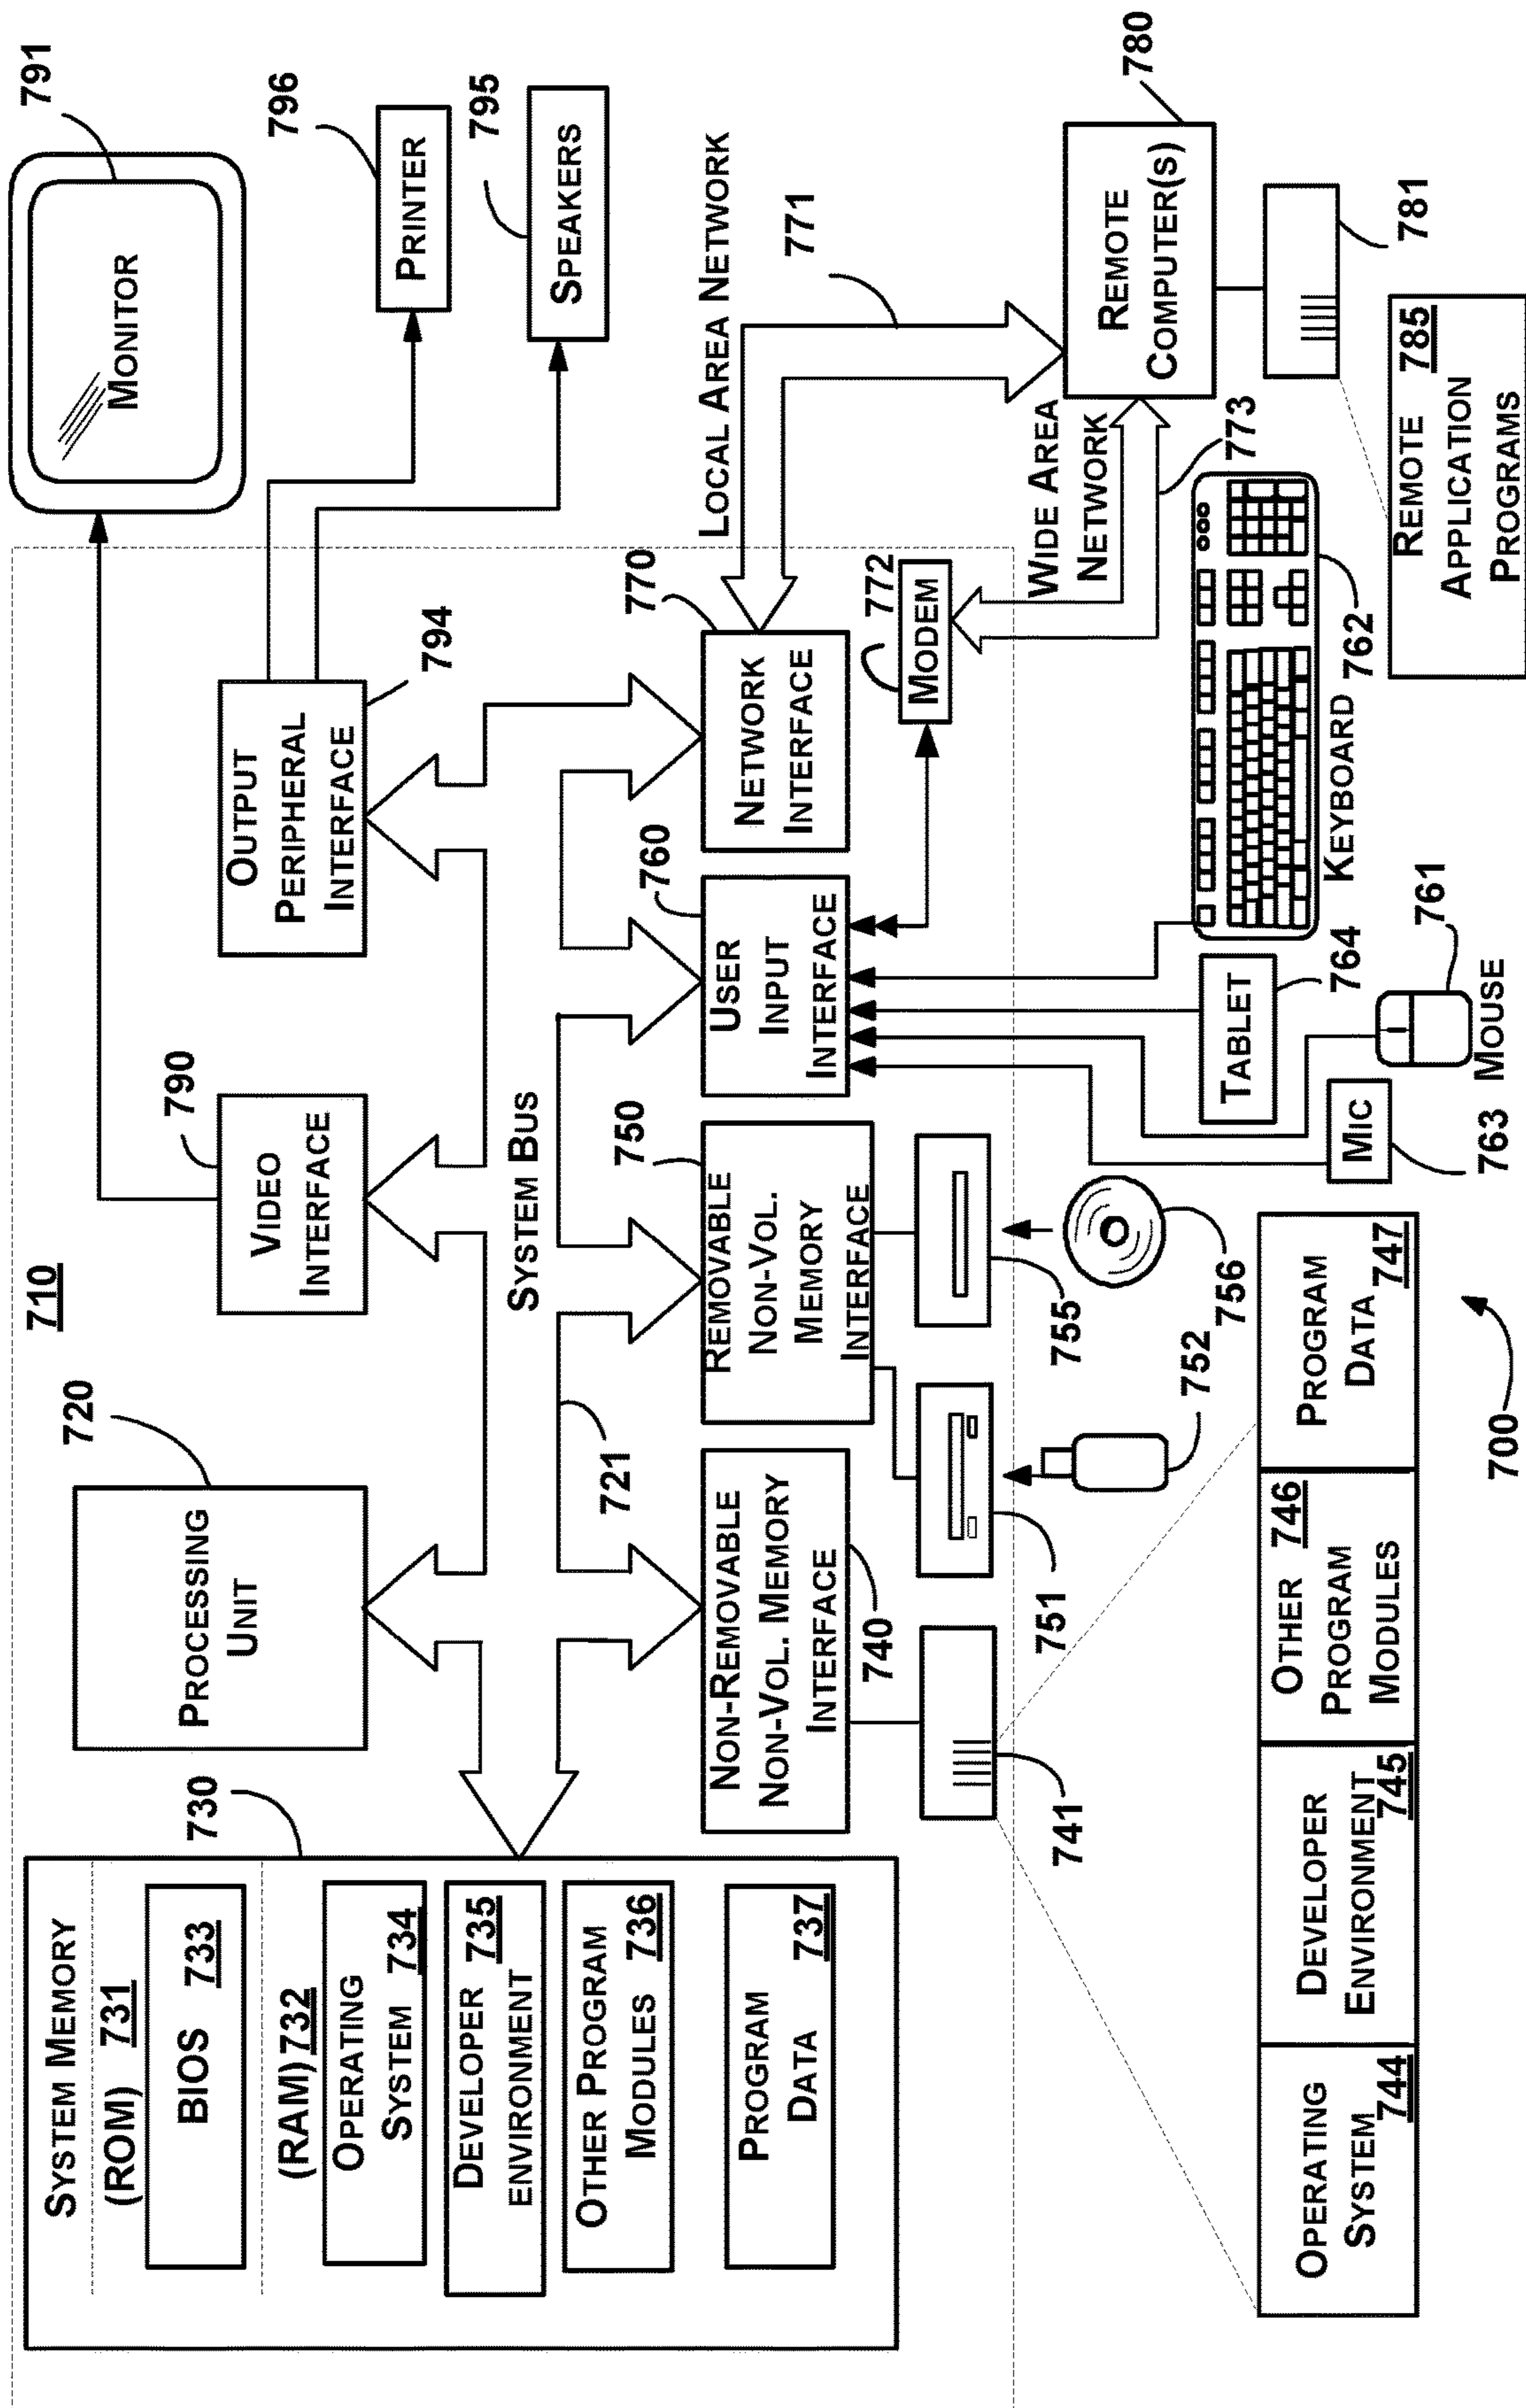 710
SYSTEM MEMORY
(ROM) 731
BIOS 733
(RAM) 732
OPERATING
SYSTEM 734
DEVELOPER 735
ENVIRONMENT
OTHER PROGRAM
MODULES 736
PROGRAM
DATA 737
730
PROCESSING
UNIT
720
VIDEO
INTERFACE
790
OUTPUT
PERIPHERAL
INTERFACE
794
MONITOR
791
PRINTER
796
SPEAKERS
795
SYSTEM BUS
721
NON-REMOVABLE
NON-VOL. MEMORY
INTERFACE
740
REMOVABLE
NON-VOL.
MEMORY
INTERFACE
750
USER
INPUT
INTERFACE
760
NETWORK
INTERFACE
770
LOCAL AREA NETWORK
771
MODEM
772
WIDE AREA
NETWORK
773
REMOTE
COMPUTER(S)
780
781
REMOTE 785
APPLICATION
PROGRAMS
741
751
752
755
756
MIC
763
TABLET
764
MOUSE
761
KEYBOARD
762
OPERATING
SYSTEM 744
DEVELOPER
ENVIRONMENT
745
OTHER 746
PROGRAM
MODULES
PROGRAM
DATA 747
700